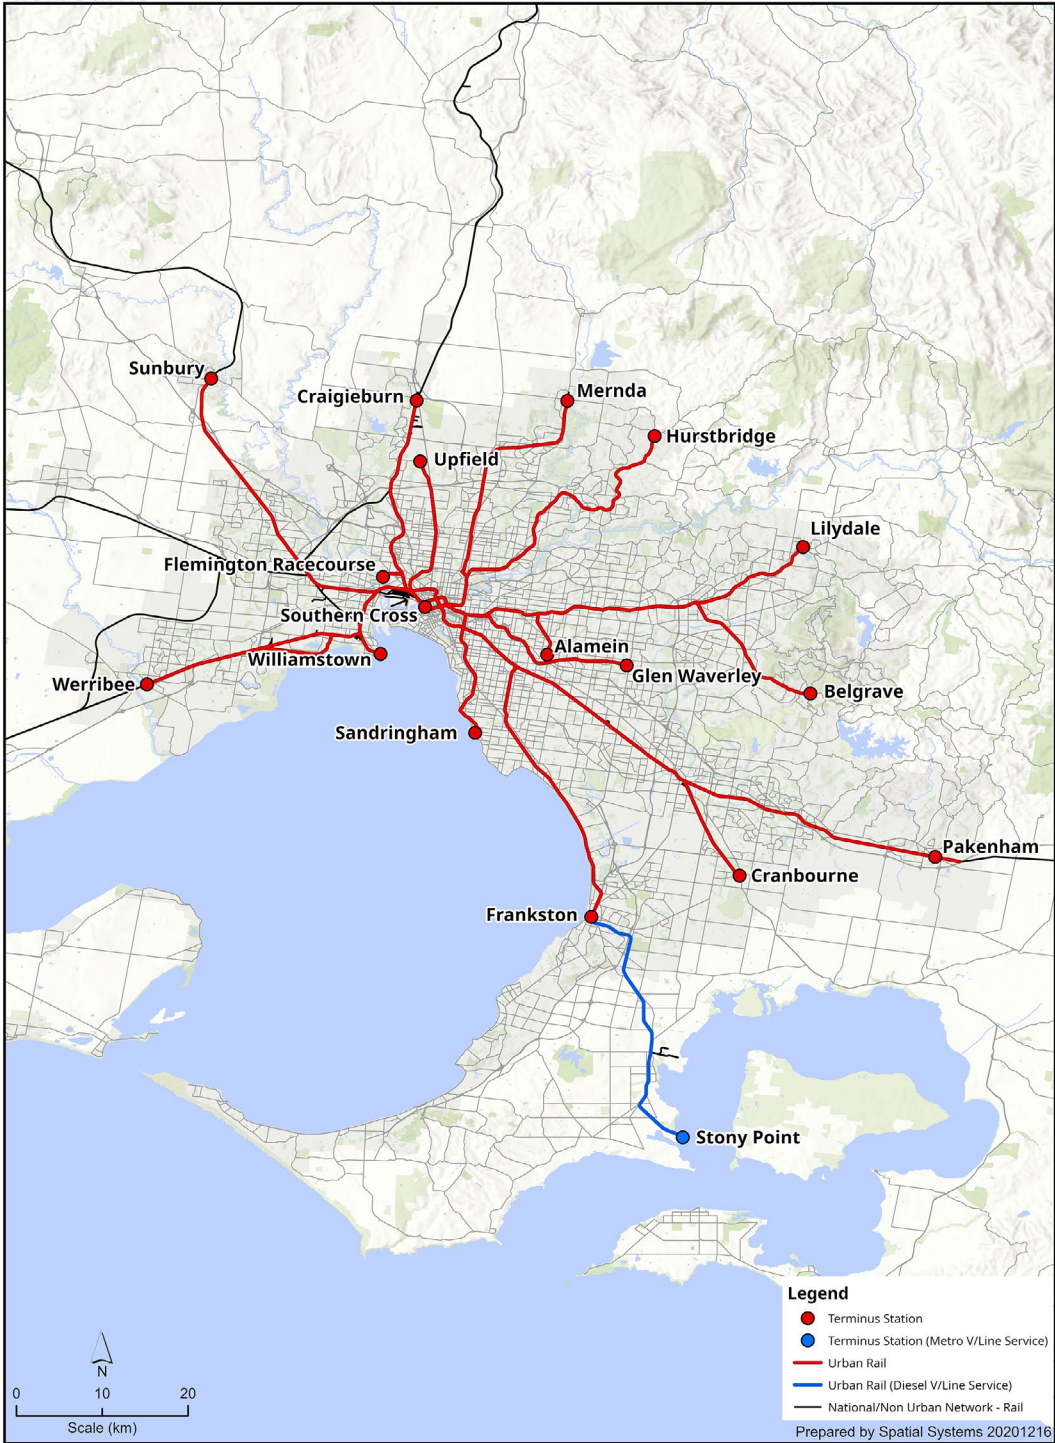 Sunbury
Craigieburn
Mernda
Hurstbridge
Upfield
Lilydale
Flemington Racecourse
Southern Cross
Alamein
Williamstown
Glen Waverley
Werribee
Belgrave
Sandringham
Pakenham
Cranbourne
Frankston
Stony Point
Legend
Terminus Station
Terminus Station (Metro V/Line Service)
Urban Rail
Urban Rail (Diesel V/Line Service)
National/Non Urban Network - Rail
N
0 10 20
Scale (km)
Prepared by Spatial Systems 20201216